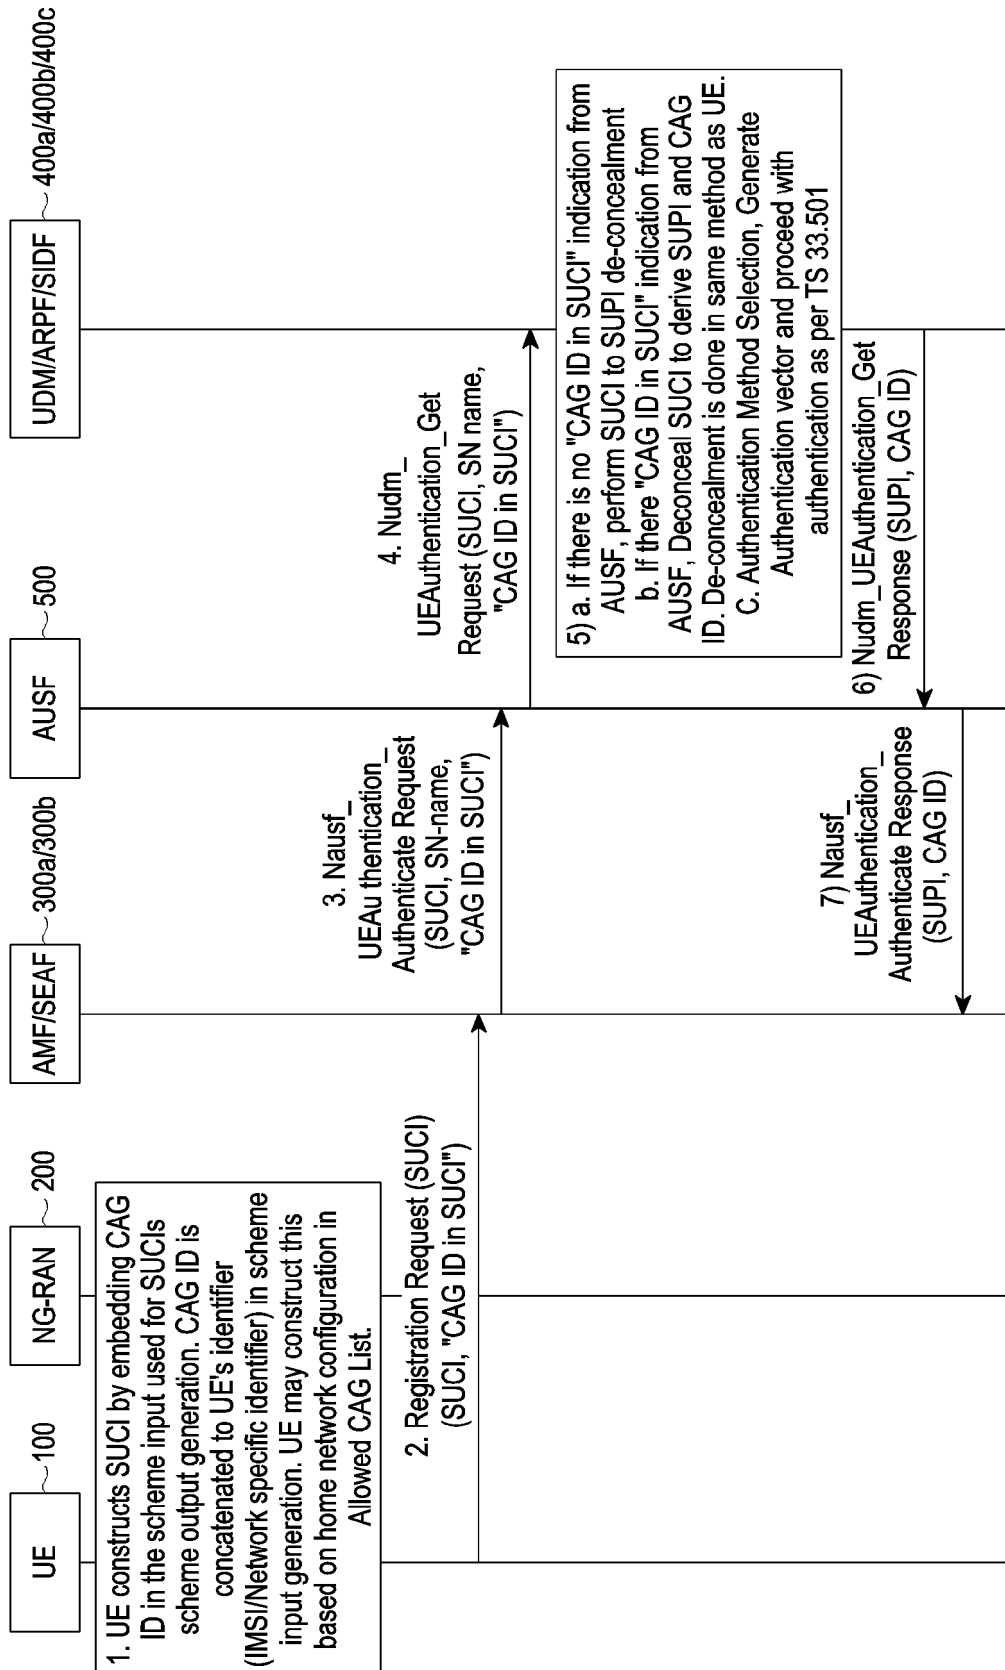 UE
100
NG-RAN
200
AMF/SEAF
300a/300b
AUSF
500
UDM/ARPF/SIDF
400a/400b/400c
1. UE constructs SUCI by embedding CAG
ID in the scheme input used for SUCIs
scheme output generation. CAG ID is
concatenated to UE's identifier
(IMSI/Network specific identifier) in scheme
input generation. UE may construct this
based on home network configuration in
Allowed CAG List.
2. Registration Request (SUCI)
(SUCI, "CAG ID in SUCI")
3. Nausf_
UEAu thentication_
Authenticate Request
(SUCI, SN-name,
"CAG ID in SUCI")
4. Nudm_
UEAuthentication_Get
Request (SUCI, SN name,
"CAG ID in SUCI")
5) a. If there is no "CAG ID in SUCI" indication from
AUSF, perform SUCI to SUPI de-concealment
b. If there "CAG ID in SUCI" indication from
AUSF, Deconceal SUCI to derive SUPI and CAG
ID. De-concealment is done in same method as UE.
C. Authentication Method Selection, Generate
Authentication vector and proceed with
authentication as per TS 33.501
6) Nudm_UEAuthentication_Get
Response (SUPI, CAG ID)
7) Nausf_
UEAuthentication_
Authenticate Response
(SUPI, CAG ID)